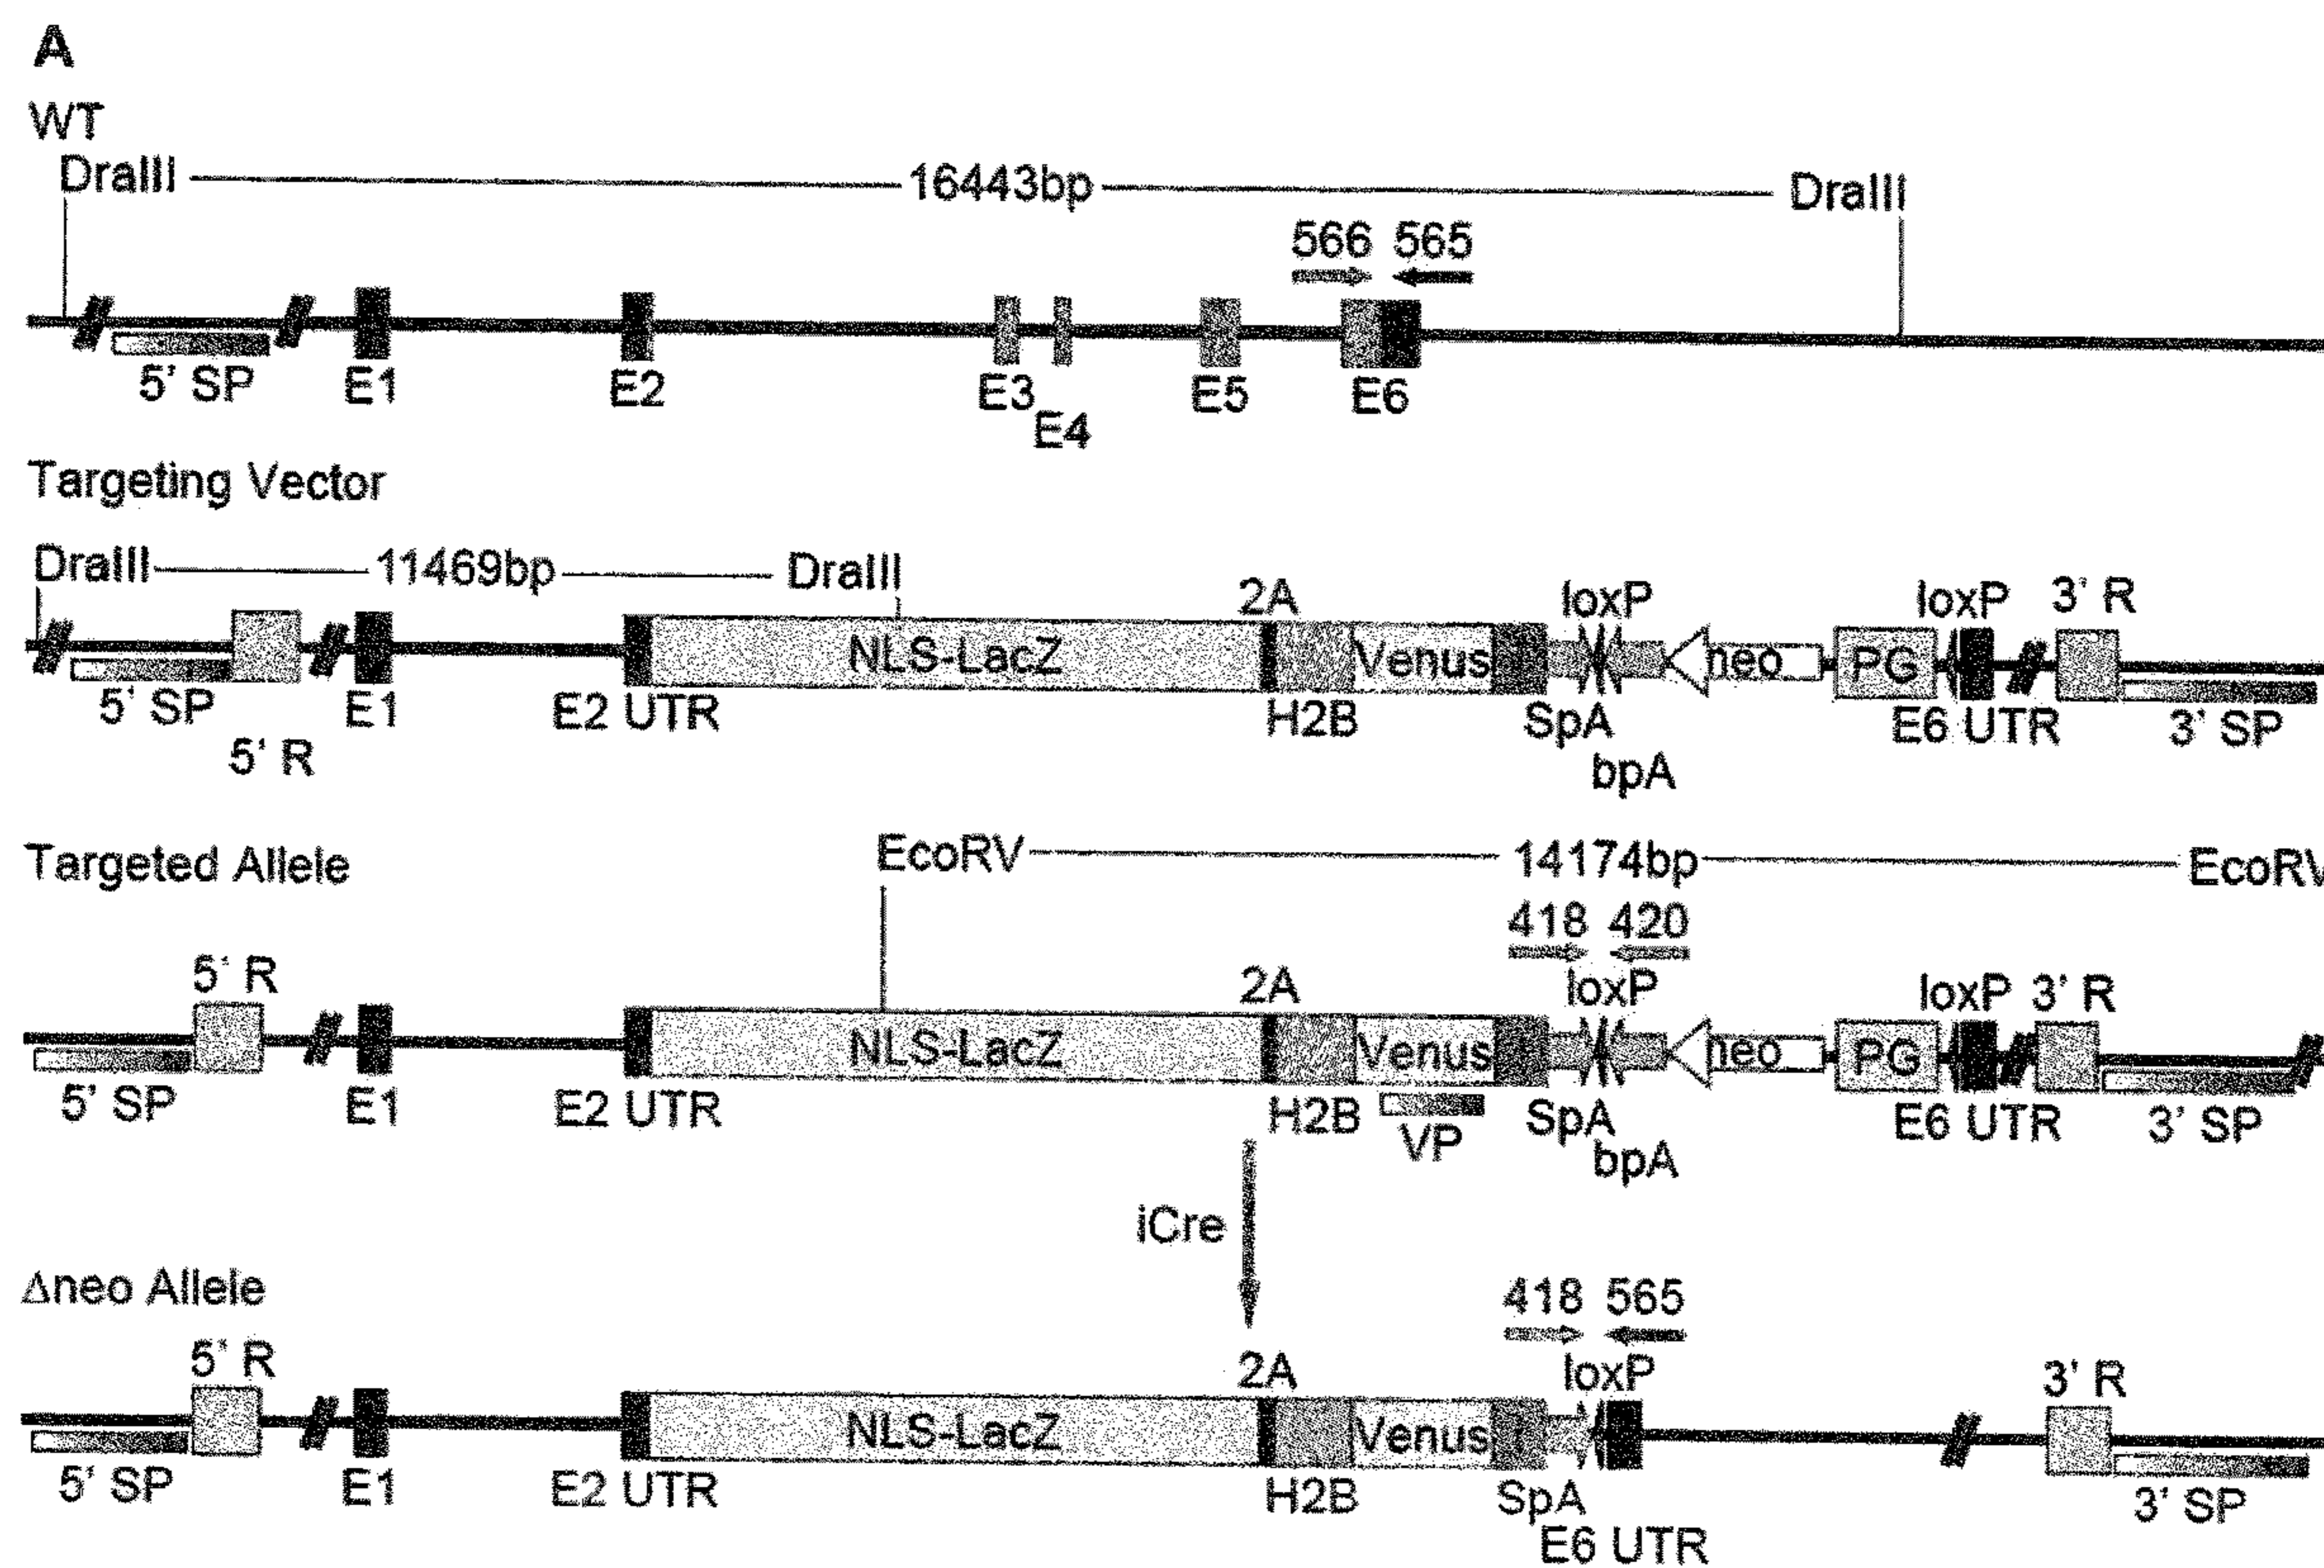 A
WT
DraIII 16443bp DraIII
566 565
5' SP E1 E2 E3 E4 E5 E6
Targeting Vector
DraIII 11469bp DraIII
2A loxP loxP 3' R
NLS-LacZ Venus neo PG
5' SP 5' R E1 E2 UTR H2B SpA bpA E6 UTR 3' SP
Targeted Allele
EcoRV 14174bp EcoRV
418 420
5' R 2A loxP loxP 3' R
NLS-LacZ Venus neo PG
5' SP E1 E2 UTR H2B VP SpA bpA E6 UTR 3' SP
iCre
Δneo Allele
418 565
5' R 2A loxP 3' R
NLS-LacZ Venus
5' SP E1 E2 UTR H2B SpA E6 UTR 3' SP